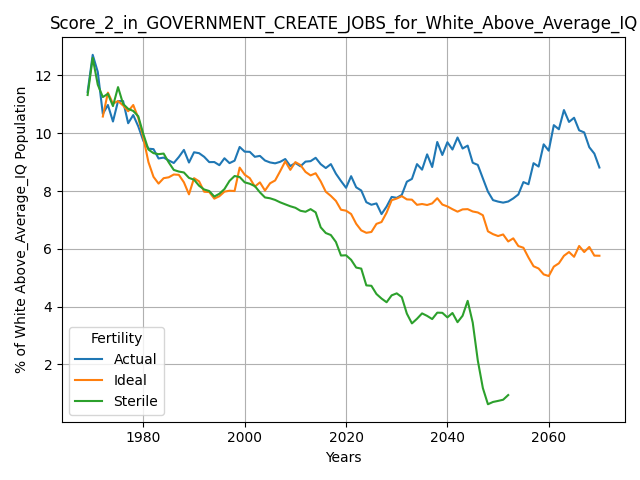 Score_2_in_GOVERNMENT_CREATE_JOBS_for_White_Above_Average_IQ
% of White Above_Average_IQ Population
12
10
8
6
4
2
Fertility
Actual
Ideal
Sterile
1980
2000
2020
2040
2060
Years